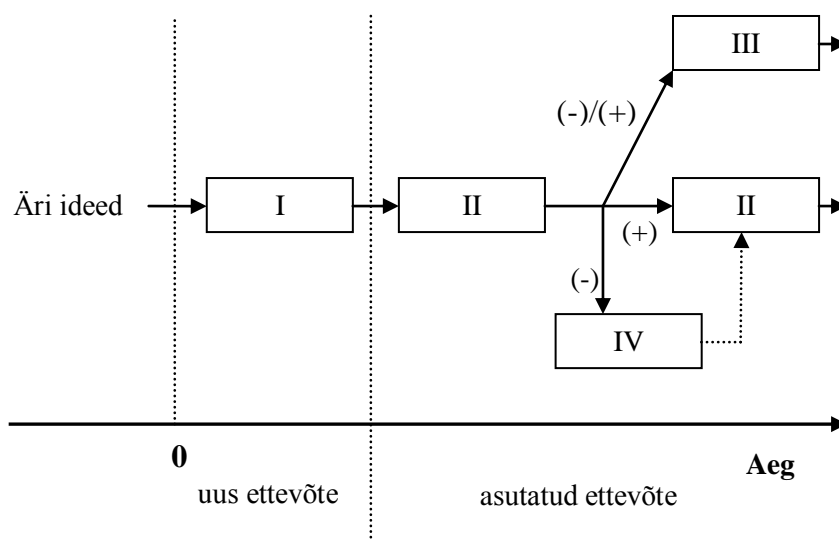 III
(-)/(+)
Äri ideed
I
II
II
(+)
(-)
IV
0
Aeg
uus ettevõte
asutatud ettevõte